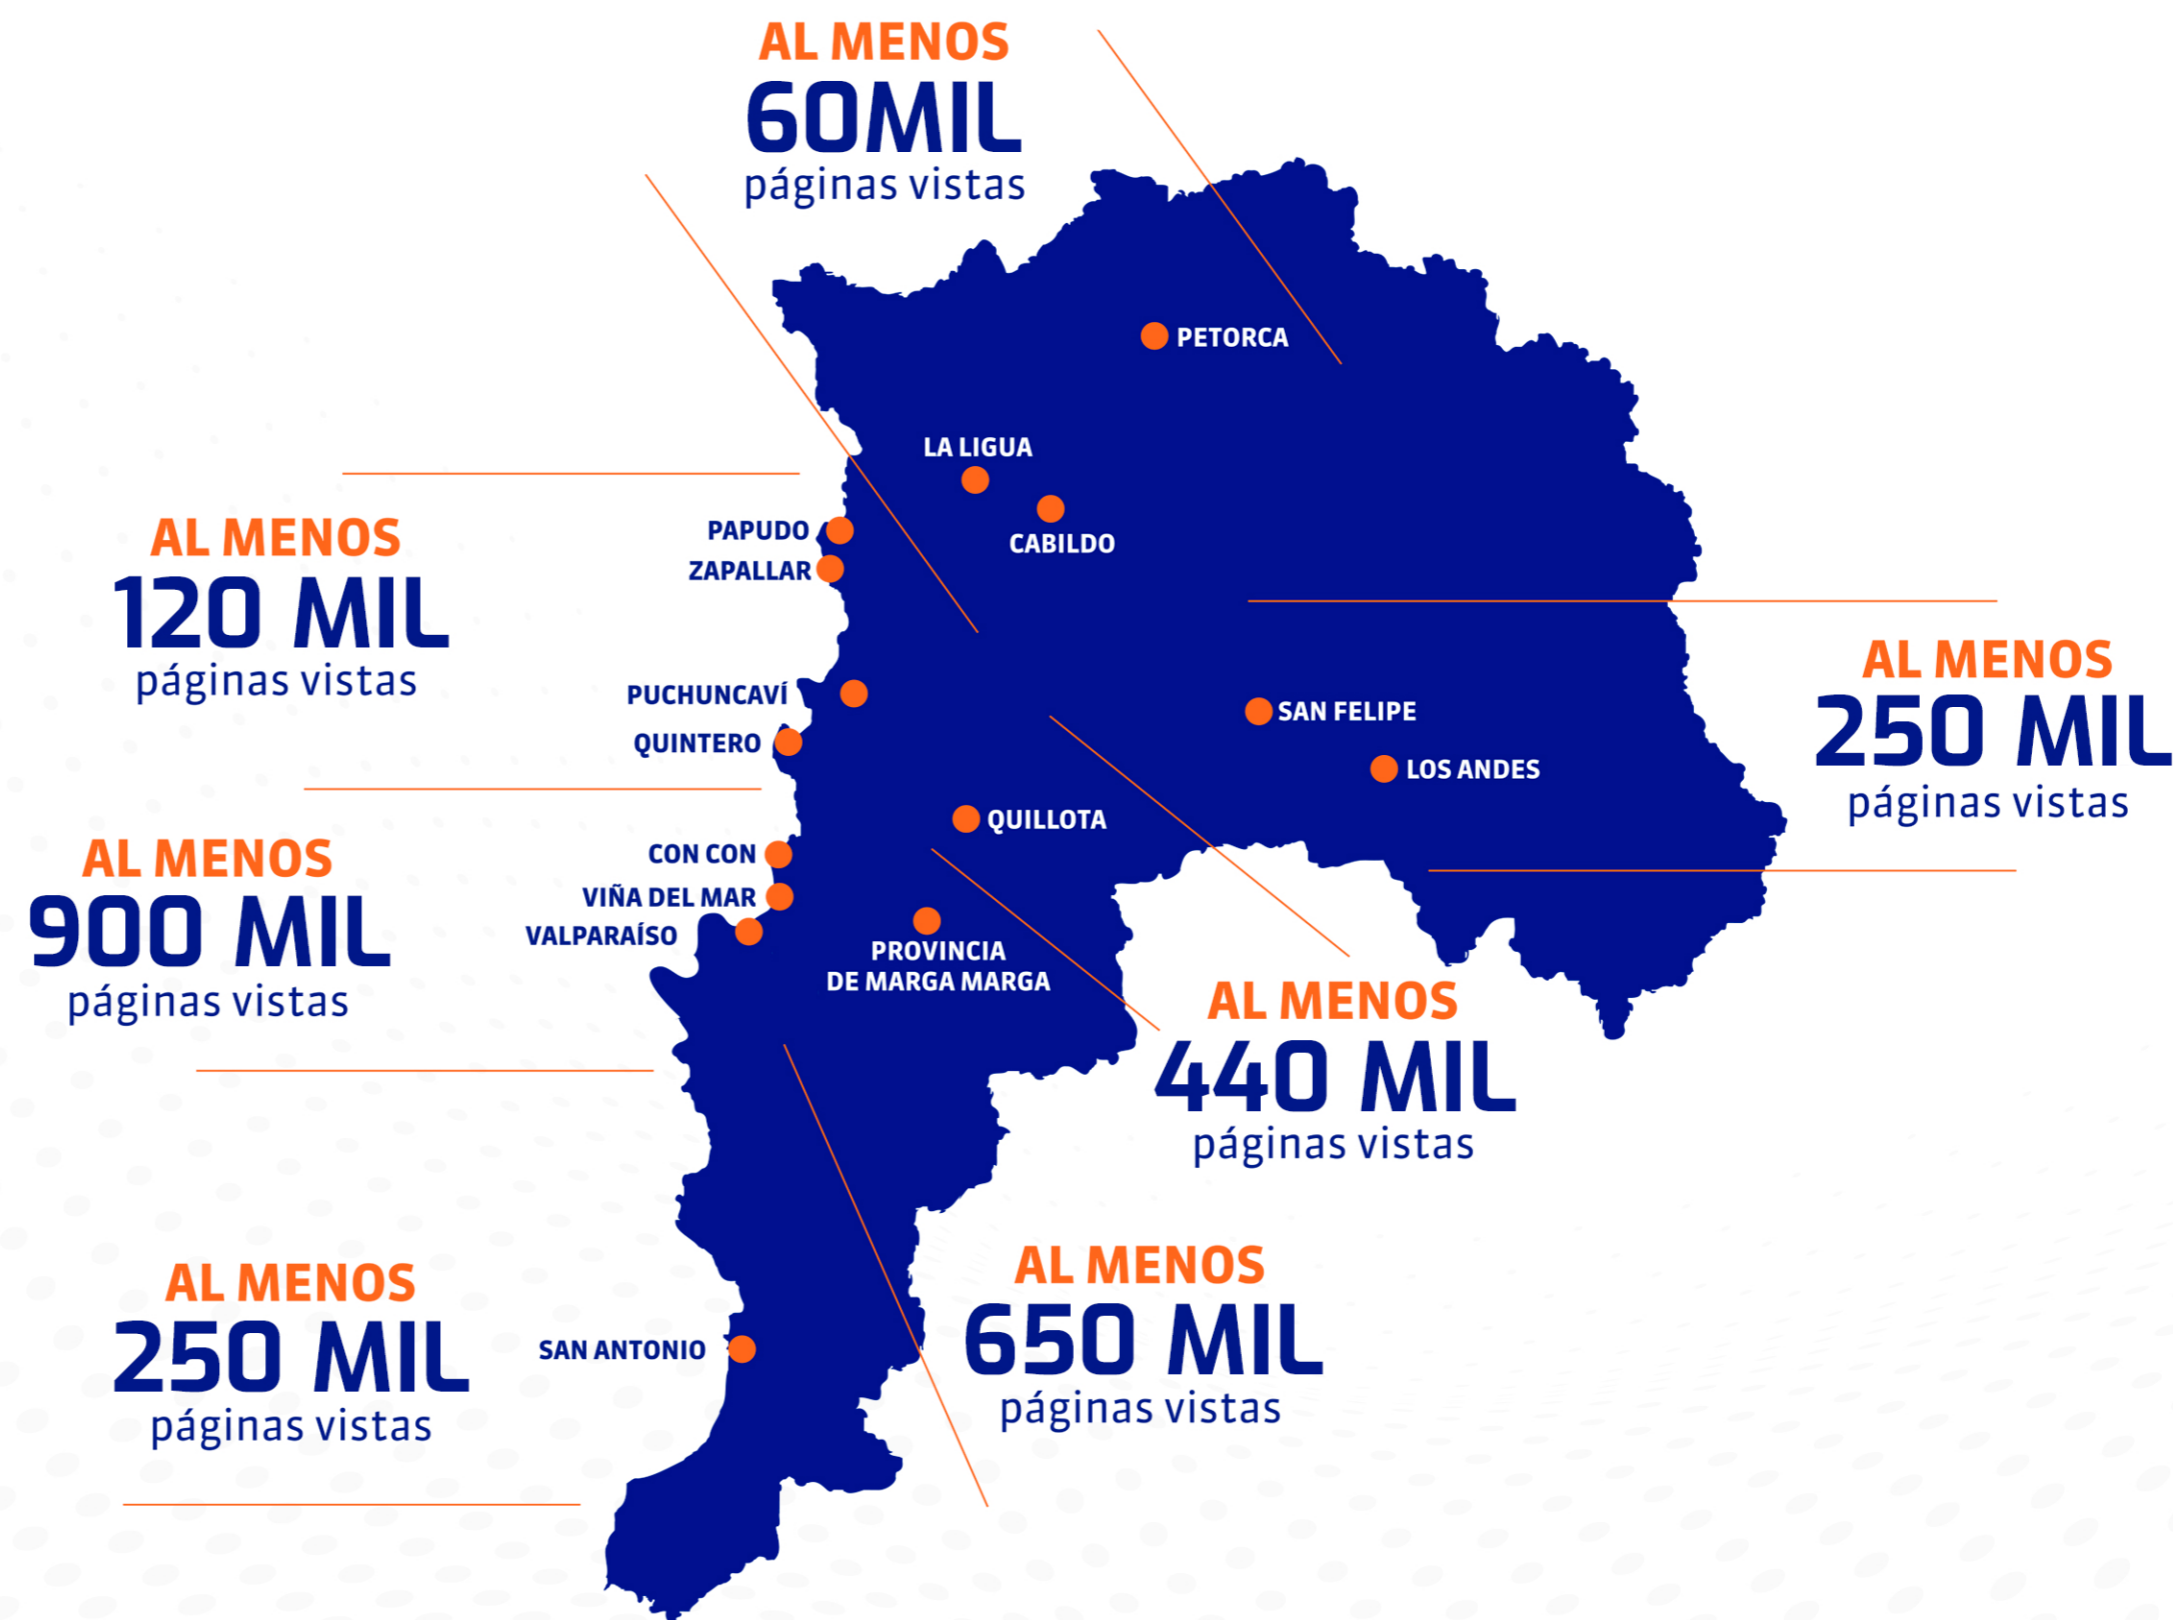 AL MENOS
60MIL
páginas vistas
PETORCA
LA LIGUA
CABILDO
AL MENOS
120 MIL
páginas vistas
PAPUDO
ZAPALLAR
PUCHUNCAVÍ
QUINTERO
AL MENOS
250 MIL
páginas vistas
SAN FELIPE
LOS ANDES
AL MENOS
900 MIL
páginas vistas
CON CON
VIÑA DEL MAR
VALPARAÍSO
QUILLOTA
AL MENOS
440 MIL
páginas vistas
PROVINCIA
DE MARGA MARGA
AL MENOS
650 MIL
páginas vistas
AL MENOS
250 MIL
páginas vistas
SAN ANTONIO